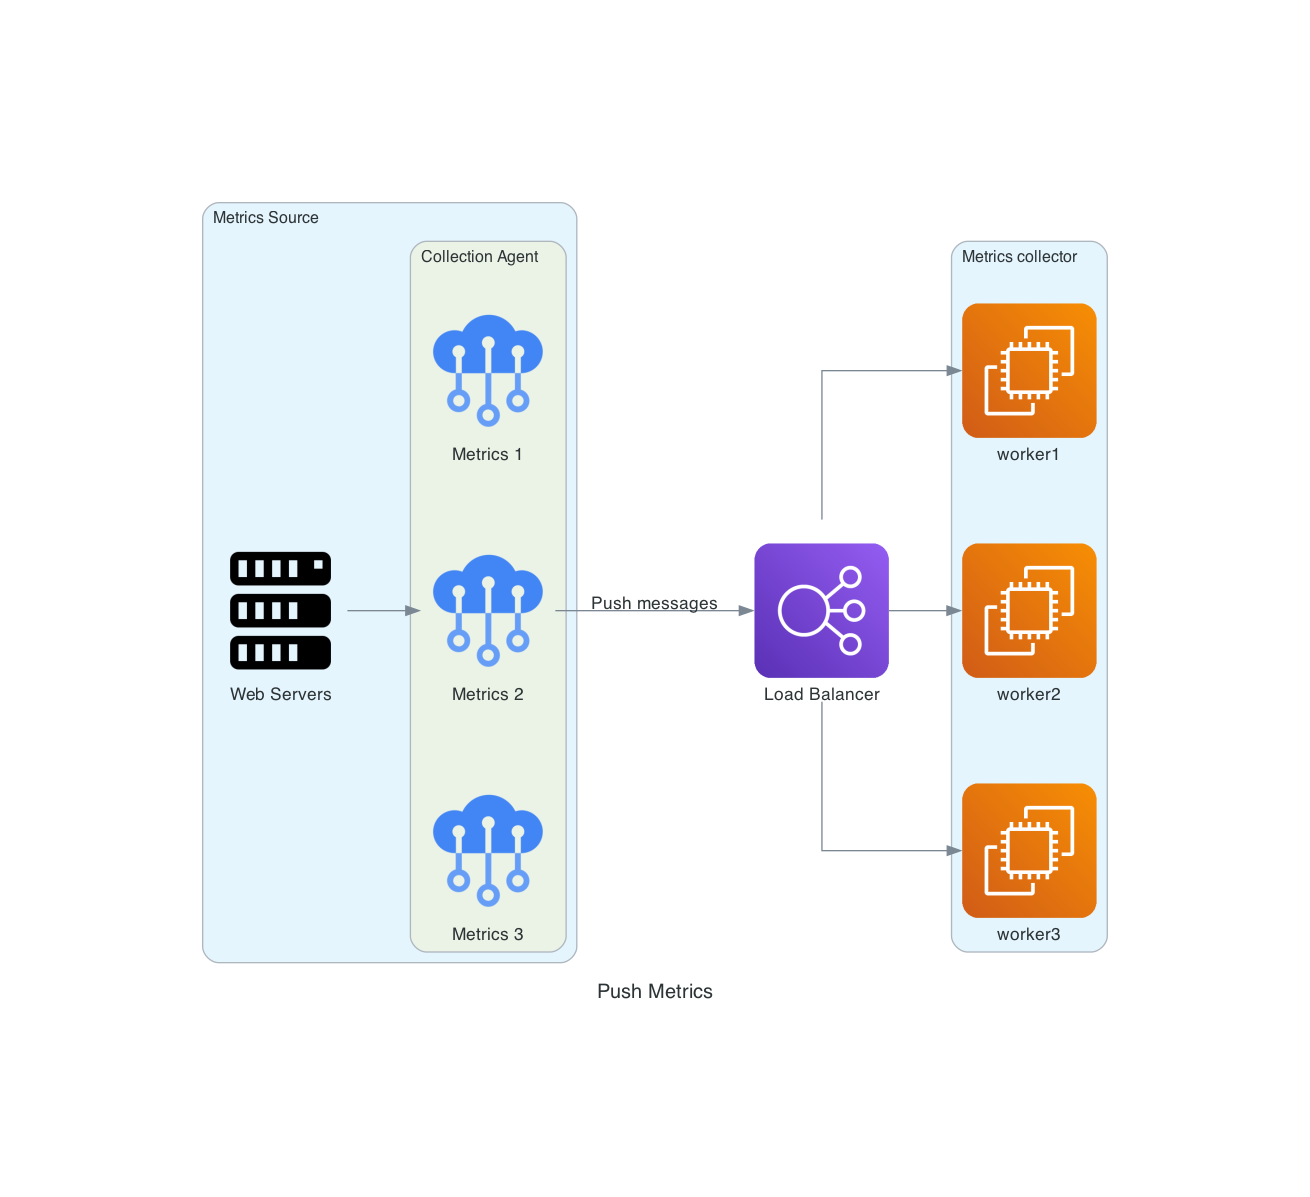 Metrics Source
Collection Agent
Metrics collector
Metrics 1
worker1
Push messages
Web Servers
Metrics 2
Load Balancer
worker2
Metrics 3
worker3
Push Metrics